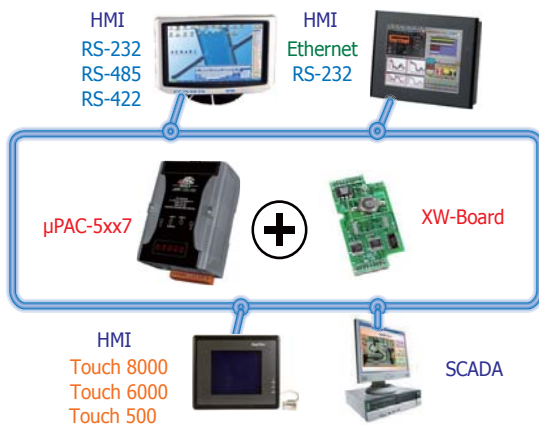 HMI
RS-232
RS-485
RS-422
HMI
Ethernet
RS-232
µPAC-5xx7
XW-Board
HMI
Touch 8000
Touch 6000
Touch 500
SCADA